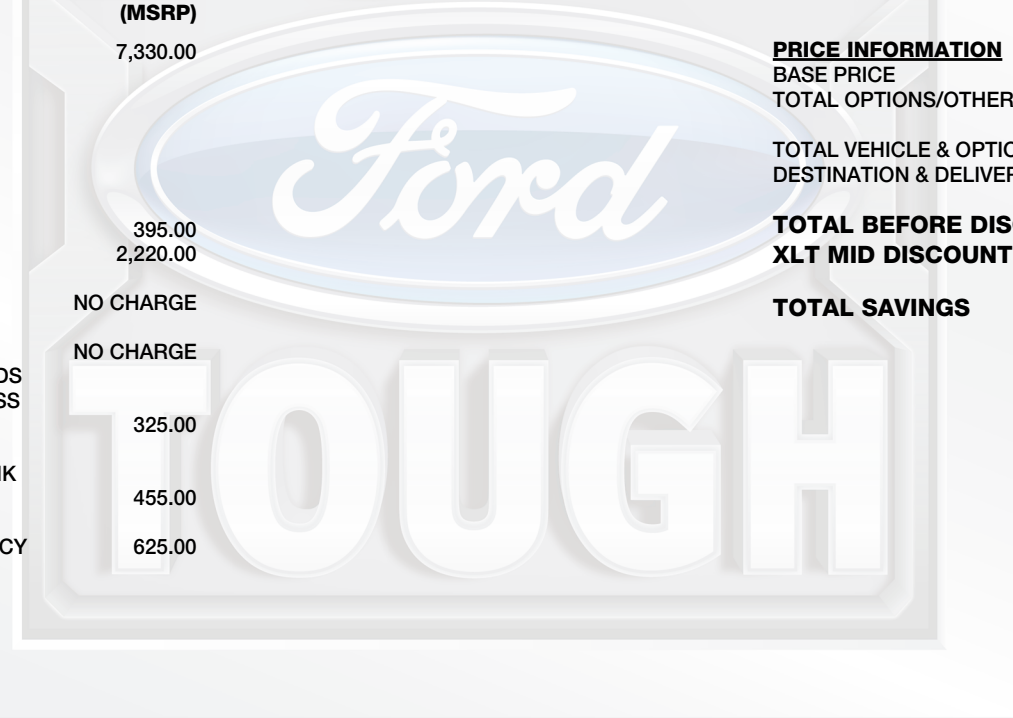 (MSRP)
7,330.00
395.00
2,220.00
NO CHARGE
NO CHARGE
DS
SS
325.00
IK
455.00
CY
625.00
PRICE INFORMATION
BASE PRICE
TOTAL OPTIONS/OTHER
TOTAL VEHICLE & OPTIO
DESTINATION & DELIVER
TOTAL BEFORE DIS
XLT MID DISCOUNT
TOTAL SAVINGS
Ford
TOUGH